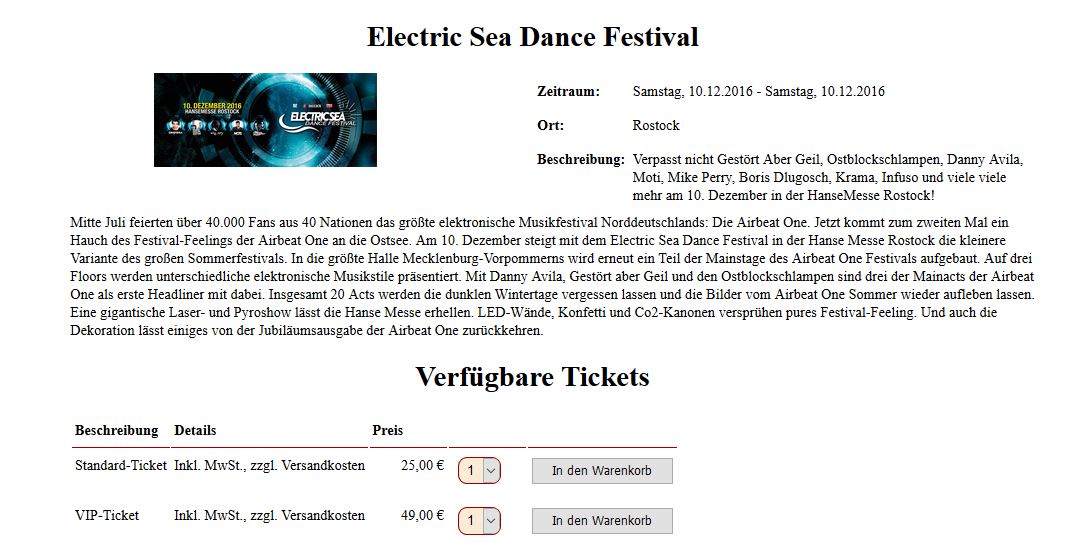 Electric Sea Dance Festival
10. DEZEMBER 2016
HANSEMESSE ROSTOCK
ELECTRIC SEA
DANCE FESTIVAL
Zeitraum: Samstag, 10.12.2016 - Samstag, 10.12.2016
Ort: Rostock
Beschreibung: Verpasst nicht Gestört Aber Geil, Ostblockschlampen, Danny Avila,
Moti, Mike Perry, Boris Dlugosch, Krama, Infuso und viele viele
mehr am 10. Dezember in der HanseMesse Rostock!
Mitte Juli feierten über 40.000 Fans aus 40 Nationen das größte elektronische Musikfestival Norddeutschlands: Die Airbeat One. Jetzt kommt zum zweiten Mal ein
Hauch des Festival-Feelings der Airbeat One an die Ostsee. Am 10. Dezember steigt mit dem Electric Sea Dance Festival in der Hanse Messe Rostock die kleinere
Variante des großen Sommerfestivals. In die größte Halle Mecklenburg-Vorpommerns wird erneut ein Teil der Mainstage des Airbeat One Festivals aufgebaut. Auf drei
Floors werden unterschiedliche elektronische Musikstile präsentiert. Mit Danny Avila, Gestört aber Geil und den Ostblockschlampen sind drei der Mainacts der Airbeat
One als erste Headliner mit dabei. Insgesamt 20 Acts werden die dunklen Wintertage vergessen lassen und die Bilder vom Airbeat One Sommer wieder aufleben lassen.
Eine gigantische Laser- und Pyroshow lässt die Hanse Messe erhellen. LED-Wände, Konfetti und Co2-Kanonen versprühen pures Festival-Feeling. Und auch die
Dekoration lässt einiges von der Jubiläumsausgabe der Airbeat One zurückkehren.
Verfügbare Tickets
Beschreibung Details Preis
Standard-Ticket Inkl. MwSt., zzgl. Versandkosten 25,00 € 1 In den Warenkorb
VIP-Ticket Inkl. MwSt., zzgl. Versandkosten 49,00 € 1 In den Warenkorb